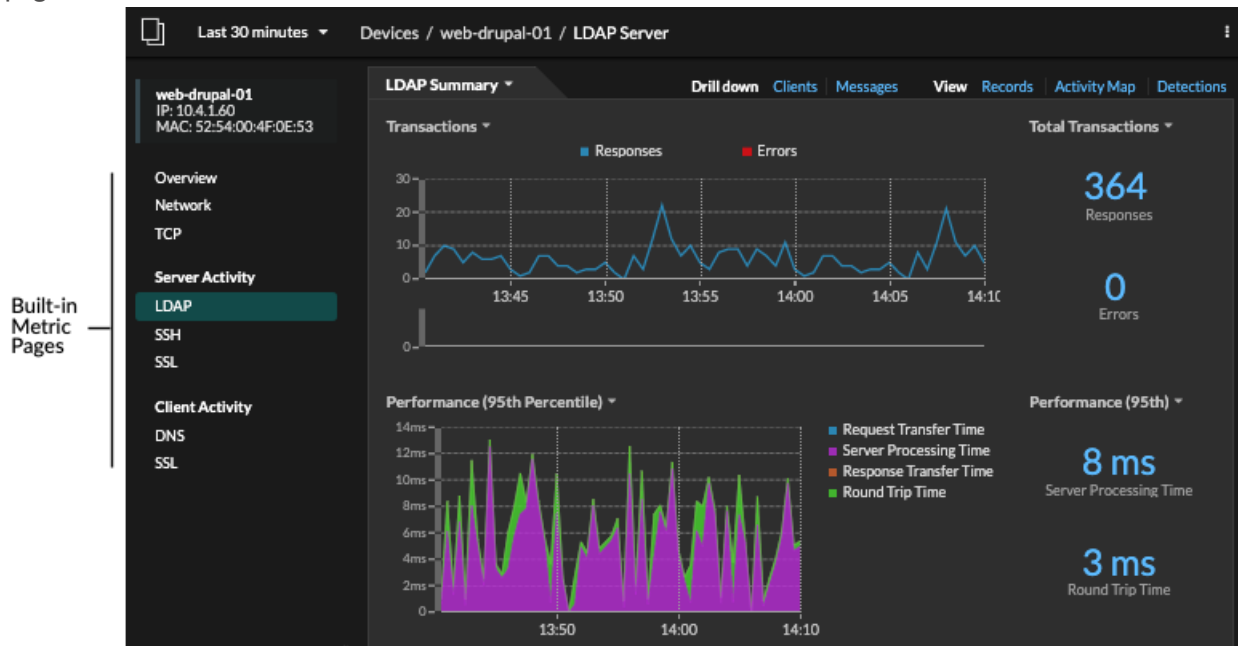 Last 30 minutes
Devices / web-drupal-01 / LDAP Server
web-drupal-01
IP: 10.4.1.60
MAC: 52:54:00:4F:0E:53
Built-in
Metric
Pages
Overview
Network
TCP
Server Activity
LDAP
SSH
SSL
Client Activity
DNS
SSL
LDAP Summary
Drill down Clients Messages View Records Activity Map Detections
Transactions
Responses Errors
30
20
10
0
13:45 13:50 13:55 14:00 14:05 14:10
0
Total Transactions
364
Responses
0
Errors
Performance (95th Percentile)
14ms
12ms
10ms
8ms
6ms
4ms
2ms
0
13:50 14:00 14:10
Request Transfer Time
Server Processing Time
Response Transfer Time
Round Trip Time
Performance (95th)
8 ms
Server Processing Time
3 ms
Round Trip Time